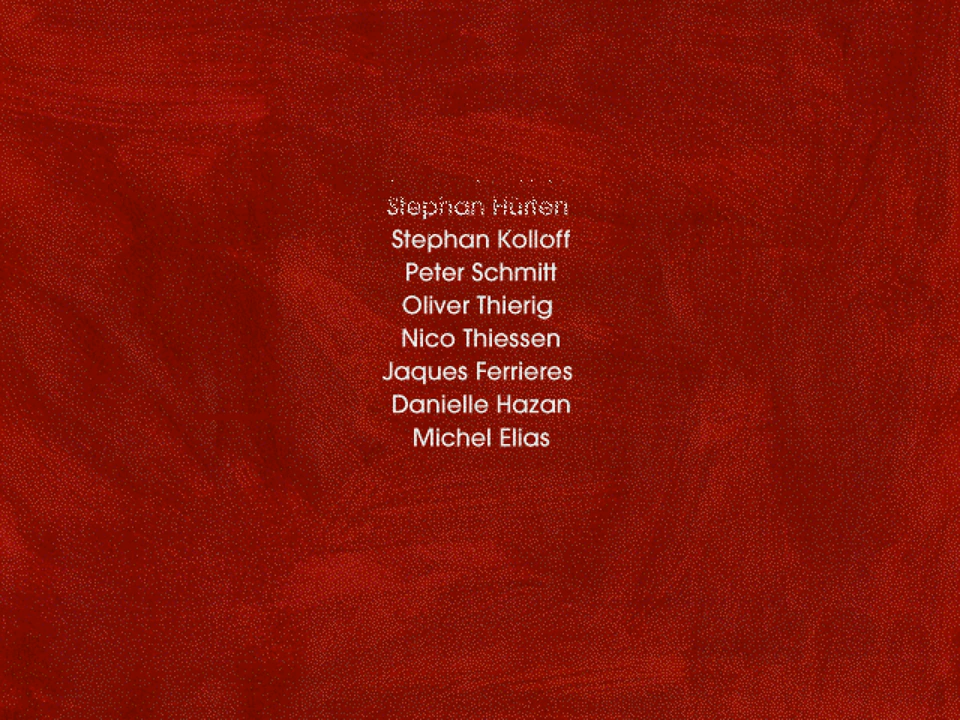 Stephan Hürten
Stephan Kolloff
Peter Schmitt
Oliver Thierig
Nico Thiessen
Jaques Ferrieres
Danielle Hazan
Michel Elias